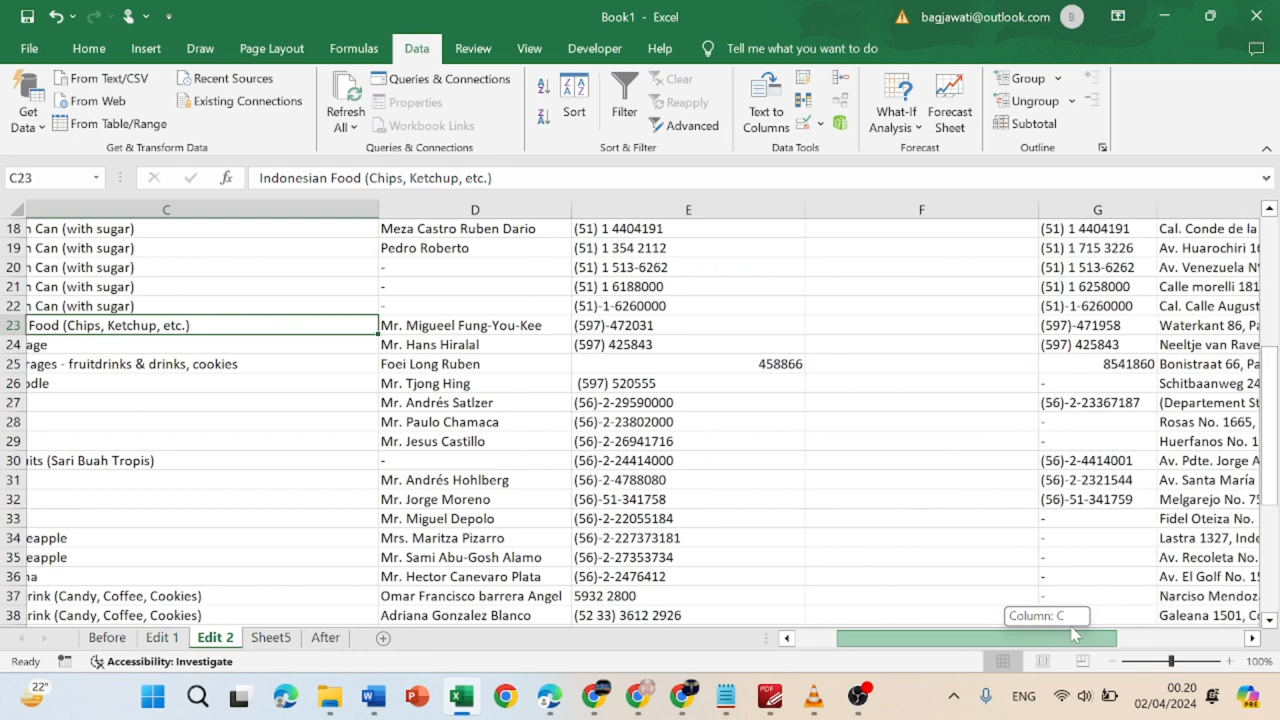 Book1 - Excel
bagjawati@outlook.com
B
File Home Insert Draw Page Layout Formulas Data Review View Developer Help Tell me what you want to do
Get Data
From Text/CSV
From Web
From Table/Range
Recent Sources
Existing Connections
Get & Transform Data
Refresh All
Queries & Connections
Properties
Workbook Links
Queries & Connections
Sort
Filter
Clear
Reapply
Advanced
Sort & Filter
Text to Columns
Data Tools
What-If Analysis
Forecast Sheet
Forecast
Group
Ungroup
Subtotal
Outline
C23 fx Indonesian Food (Chips, Ketchup, etc.)
C D E F G
18 n Can (with sugar) Meza Castro Ruben Dario (51) 1 4404191 (51) 1 4404191 Cal. Conde de la
19 n Can (with sugar) Pedro Roberto (51) 1 354 2112 (51) 1 715 3226 Av. Huarochiri 1
20 n Can (with sugar) - (51) 1 513-6262 (51) 1 513-6262 Av. Venezuela
21 n Can (with sugar) - (51) 1 6188000 (51) 1 6258000 Calle morelli 181
22 n Can (with sugar) - (51)-1-6260000 (51)-1-6260000 Cal. Calle August
23 Food (Chips, Ketchup, etc.) Mr. Migueel Fung-You-Kee (597)-472031 (597)-471958 Waterkant 86, Pa
24 age Mr. Hans Hiralal (597) 425843 (597) 425843 Neeltje van Rave
25 rages - fruitdrinks & drinks, cookies Foei Long Ruben 458866 8541860 Bonistraat 66, Pa
26 odle Mr. Tjong Hing (597) 520555 - Schitbaanweg 24
27 Mr. Andrés Satlzer (56)-2-29590000 (56)-2-23367187 (Departement St
28 Mr. Paulo Chamaca (56)-2-23802000 - Rosas No. 1665,
29 Mr. Jesus Castillo (56)-2-26941716 - Huerfanos No. 1
30 its (Sari Buah Tropis) - (56)-2-24414000 (56)-2-4414001 Av. Pdte. Jorge A
31 Mr. Andrés Hohlberg (56)-2-4788080 (56)-2-2321544 Av. Santa María
32 Mr. Jorge Moreno (56)-51-341758 (56)-51-341759 Melgarejo No. 75
33 Mr. Miguel Depolo (56)-2-22055184 - Fidel Oteiza No.
34 eapple Mrs. Maritza Pizarro (56)-2-227373181 - Lastra 1327, Inde
35 eapple Mr. Sami Abu-Gosh Alamo (56)-2-27353734 - Av. Recoleta No.
36 na Mr. Hector Canevaro Plata (56)-2-2476412 - Av. El Golf No. 15
37 rink (Candy, Coffee, Cookies) Omar Francisco barrera Angel 5932 2800 - Narciso Mendoz
38 rink (Candy, Coffee, Cookies) Adriana Gonzalez Blanco (52 33) 3612 2926 - Galeana 1501, Co
Column: C
Before Edit 1 Edit 2 Sheet5 After
Ready Accessibility: Investigate 100%
22° ENG 00.20
02/04/2024
PRE